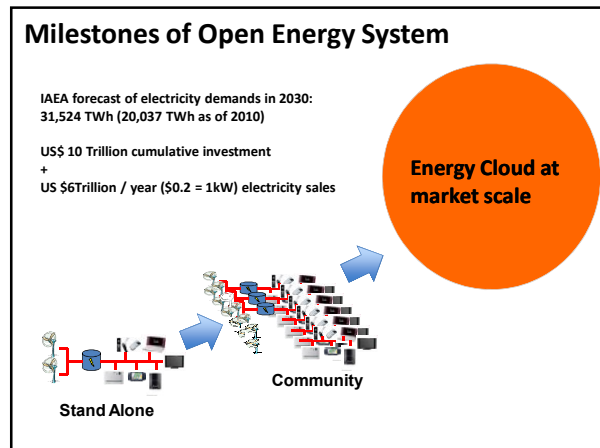 Milestones of Open Energy System
IAEA forecast of electricity demands in 2030:
31,524 TWh (20,037 TWh as of 2010)
US$ 10 Trillion cumulative investment
+
US $6Trillion / year ($0.2 = 1kW) electricity sales
Energy Cloud at
market scale
Community
Stand Alone